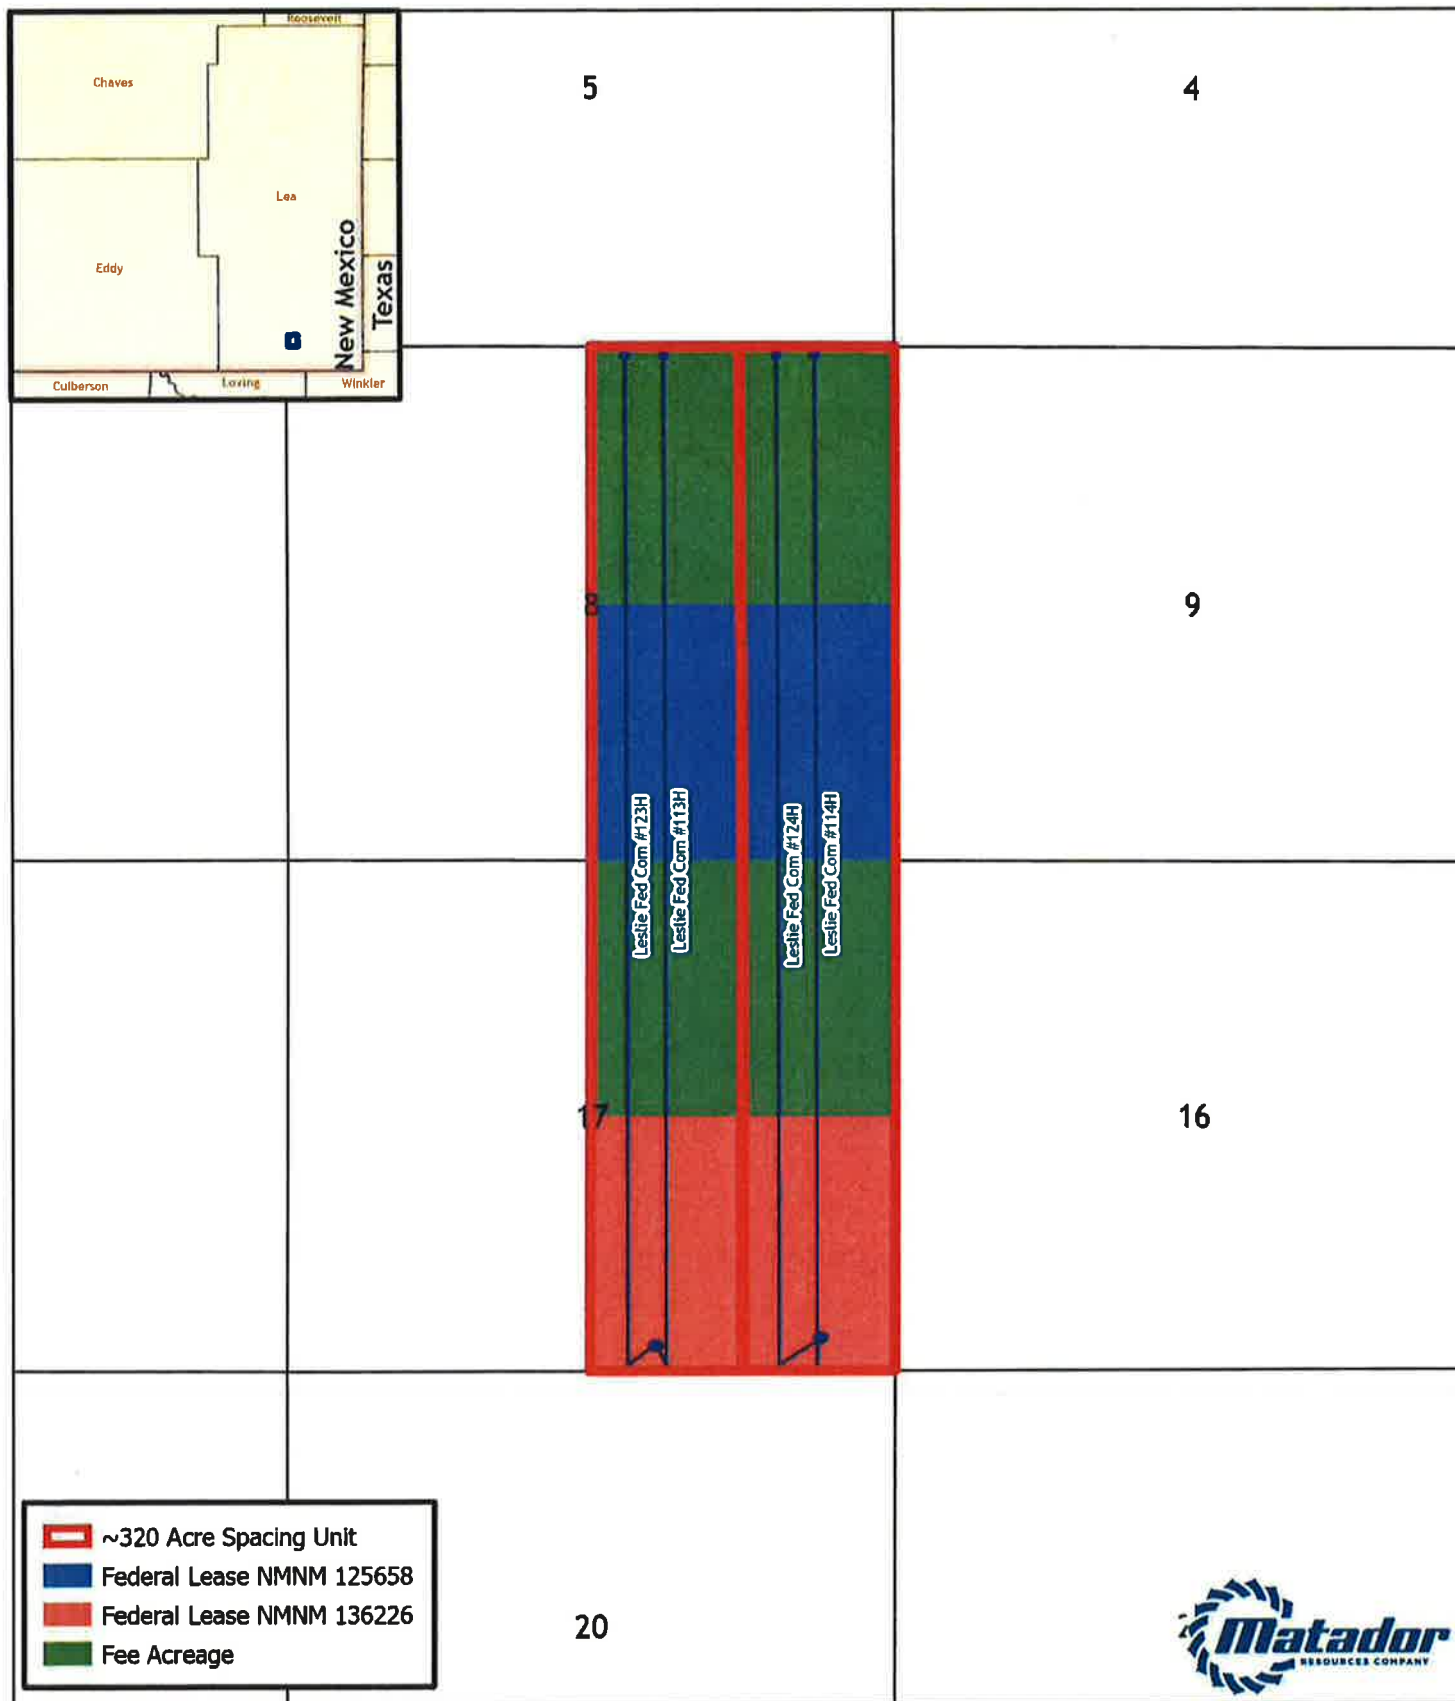 Roosevelt
Chaves
Lea
Eddy
New Mexico
Texas
Culberson
Loving
Winkler
5
4
8
9
Leslie Fed Com #123H
Leslie Fed Com #113H
Leslie Fed Com #124H
Leslie Fed Com #114H
17
16
~320 Acre Spacing Unit
Federal Lease NMNM 125658
Federal Lease NMNM 136226
Fee Acreage
20
Matador
RESOURCES COMPANY